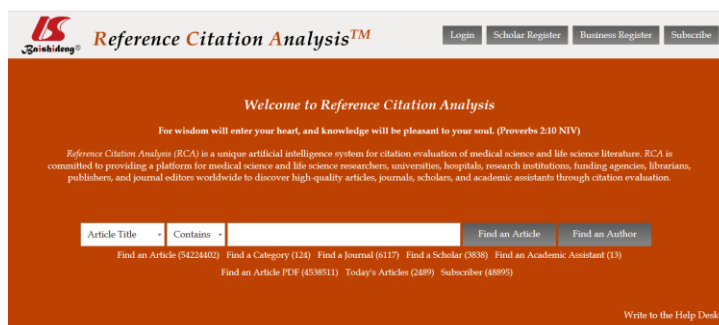 Baishideng®
Reference Citation Analysis™
Login Scholar Register Business Register Subscribe
Welcome to Reference Citation Analysis
For wisdom will enter your heart, and knowledge will be pleasant to your soul. (Proverbs 2:10 NIV)
Reference Citation Analysis (RCA) is a unique artificial intelligence system for citation evaluation of medical science and life science literature. RCA is
committed to providing a platform for medical science and life science researchers, universities, hospitals, research institutions, funding agencies, librarians,
publishers, and journal editors worldwide to discover high-quality articles, journals, scholars, and academic assistants through citation evaluation.
Article Title Contains Find an Article Find an Author
Find an Article (54224402) Find a Category (124) Find a Journal (6117) Find a Scholar (3838) Find an Academic Assistant (13)
Find an Article PDF (4538511) Today's Articles (2489) Subscriber (48895)
Write to the Help Desk